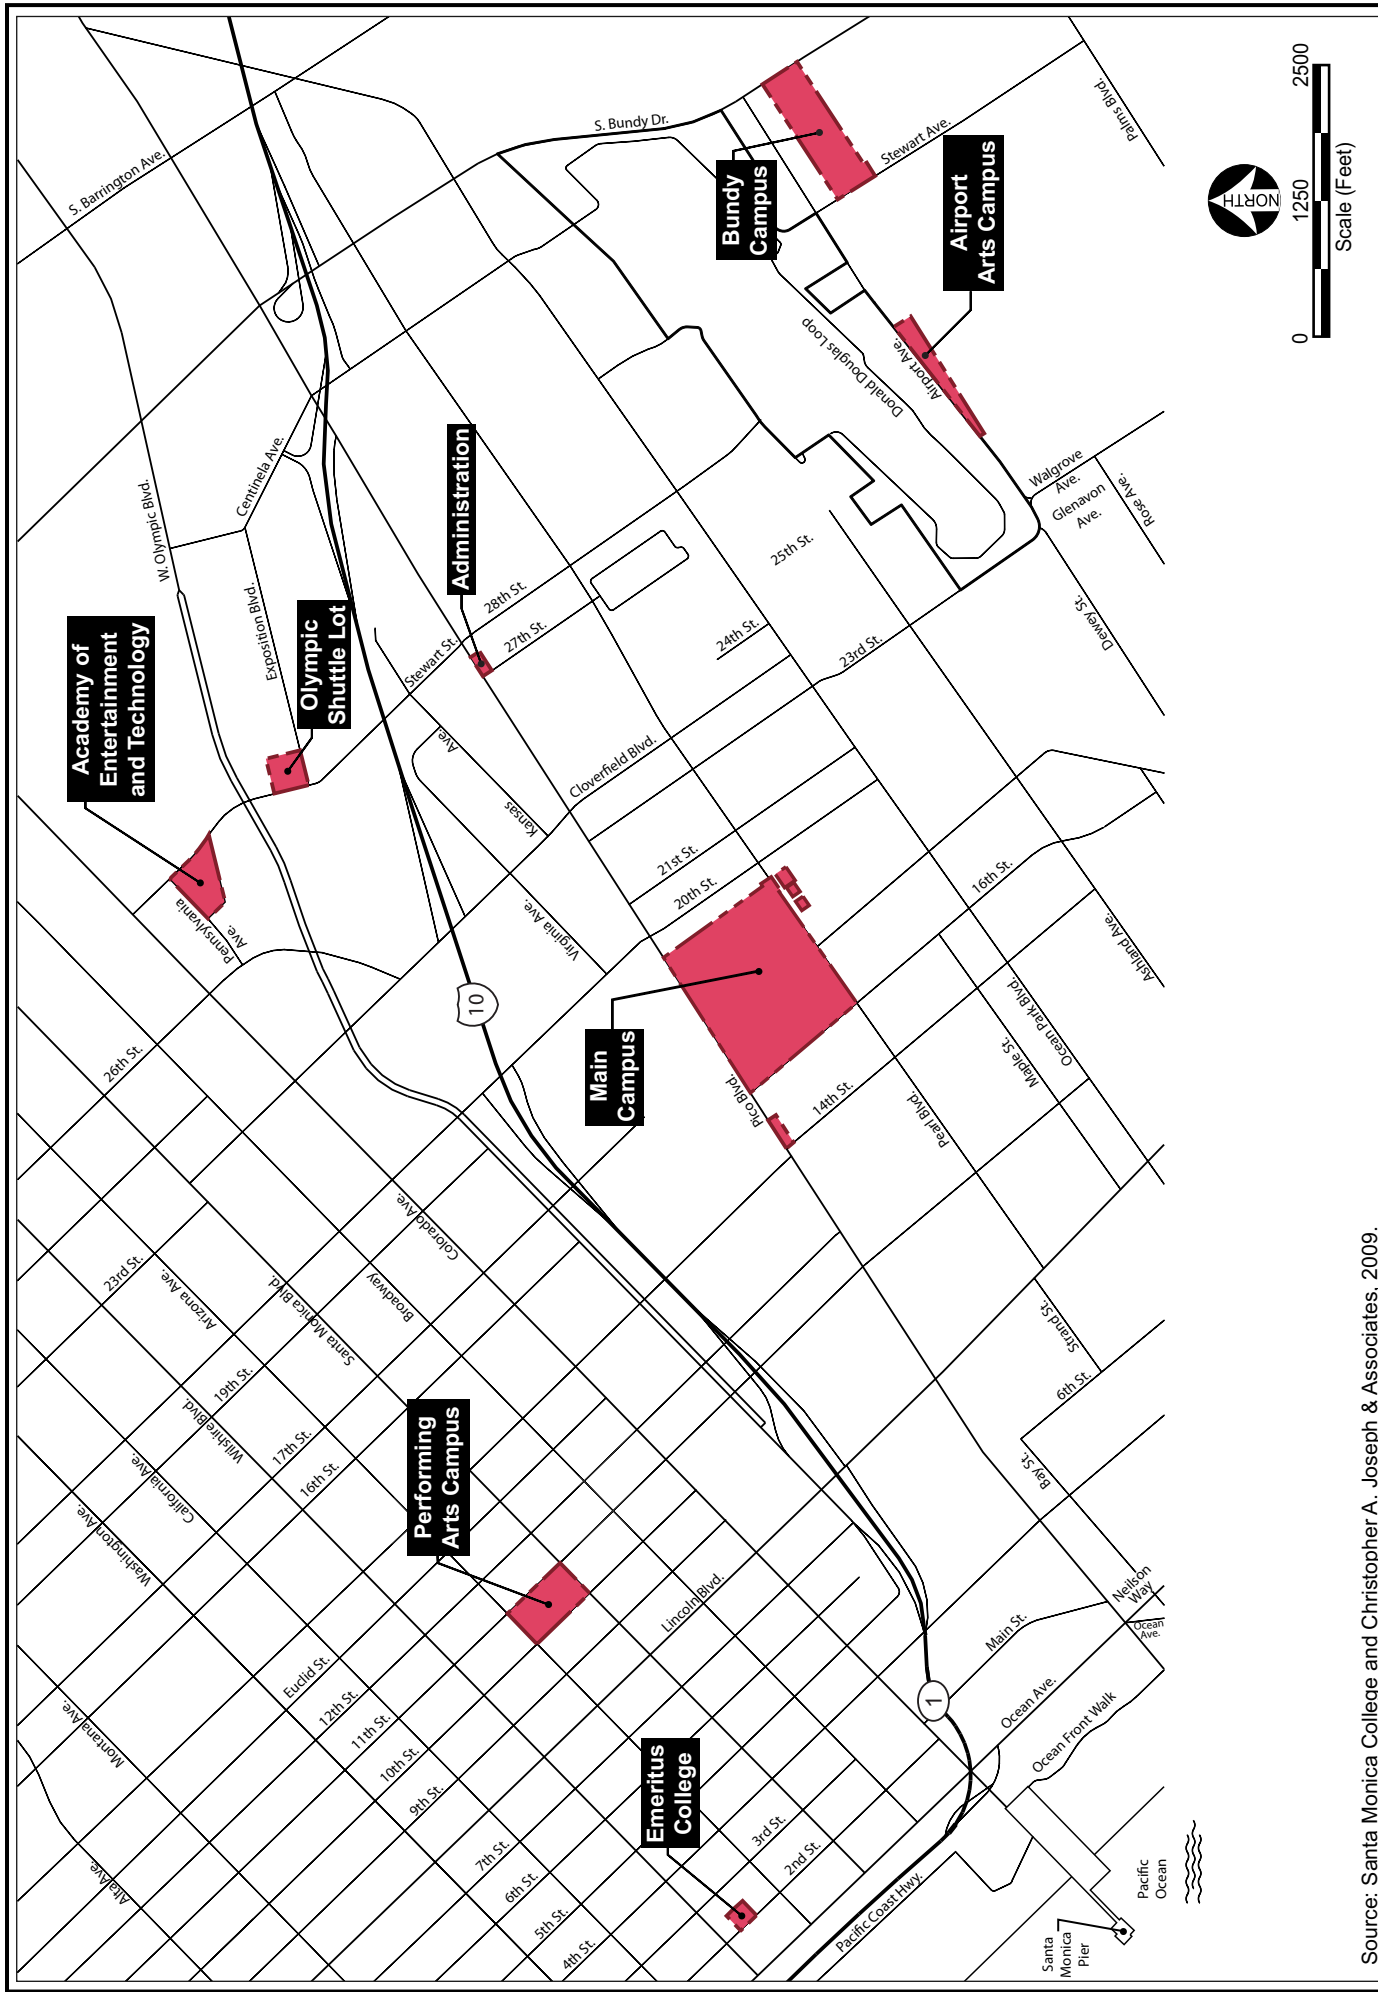 Academy of
Entertainment
and Technology
Olympic
Shuttle Lot
Administration
Bundy
Campus
Airport
Arts Campus
Main
Campus
Performing
Arts Campus
Emeritus
College
S. Barrington Ave.
S. Bundy Dr.
Stewart Ave.
Palms Blvd.
W. Olympic Blvd.
Centinela Ave.
Exposition Blvd.
Stewart St.
28th St.
27th St.
25th St.
24th St.
23rd St.
Donald Douglas Loop
Airport Ave.
Walgrove
Ave.
Glenavon
Ave.
Rose Ave.
Dewey St.
Pennsylvania
Ave.
Kansas
Ave.
Cloverfield Blvd.
Virginia Ave.
21st St.
20th St.
16th St.
Ashland Ave.
Ocean Park Blvd.
Maple St.
Pearl Blvd.
14th St.
Pico Blvd.
10
26th St.
Colorado Ave.
Broadway
Santa Monica Blvd.
Arizona Ave.
23rd St.
19th St.
Wilshire Blvd.
17th St.
16th St.
California Ave.
Washington Ave.
Montana Ave.
Alta Ave.
Euclid St.
12th St.
11th St.
10th St.
9th St.
Lincoln Blvd.
7th St.
6th St.
5th St.
4th St.
3rd St.
2nd St.
Strand St.
6th St.
Bay St.
Neilson
Way
Ocean
Ave.
Main St.
1
Ocean Ave.
Ocean Front Walk
Pacific Coast Hwy.
Santa
Monica
Pier
Pacific
Ocean
NORTH
0 1250 2500
Scale (Feet)
Source: Santa Monica College and Christopher A. Joseph & Associates, 2009.